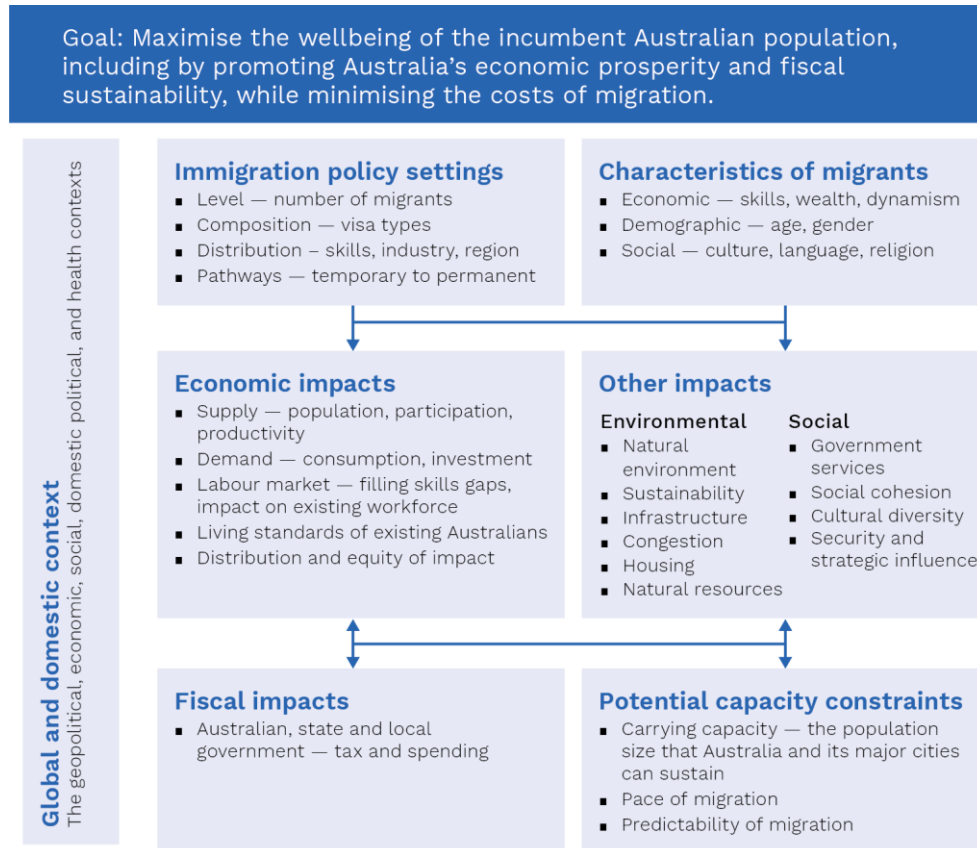 Goal: Maximise the wellbeing of the incumbent Australian population,
including by promoting Australia's economic prosperity and fiscal
sustainability, while minimising the costs of migration.
Global and domestic context
The geopolitical, economic, social, domestic political, and health contexts
Immigration policy settings
▪ Level — number of migrants
▪ Composition — visa types
▪ Distribution – skills, industry, region
▪ Pathways — temporary to permanent
Characteristics of migrants
▪ Economic — skills, wealth, dynamism
▪ Demographic — age, gender
▪ Social — culture, language, religion
Economic impacts
▪ Supply — population, participation,
productivity
▪ Demand — consumption, investment
▪ Labour market — filling skills gaps,
impact on existing workforce
▪ Living standards of existing Australians
▪ Distribution and equity of impact
Other impacts
Environmental
▪ Natural
environment
▪ Sustainability
▪ Infrastructure
▪ Congestion
▪ Housing
▪ Natural resources
Social
▪ Government
services
▪ Social cohesion
▪ Cultural diversity
▪ Security and
strategic influence
Fiscal impacts
▪ Australian, state and local
government — tax and spending
Potential capacity constraints
▪ Carrying capacity — the population
size that Australia and its major cities
can sustain
▪ Pace of migration
▪ Predictability of migration